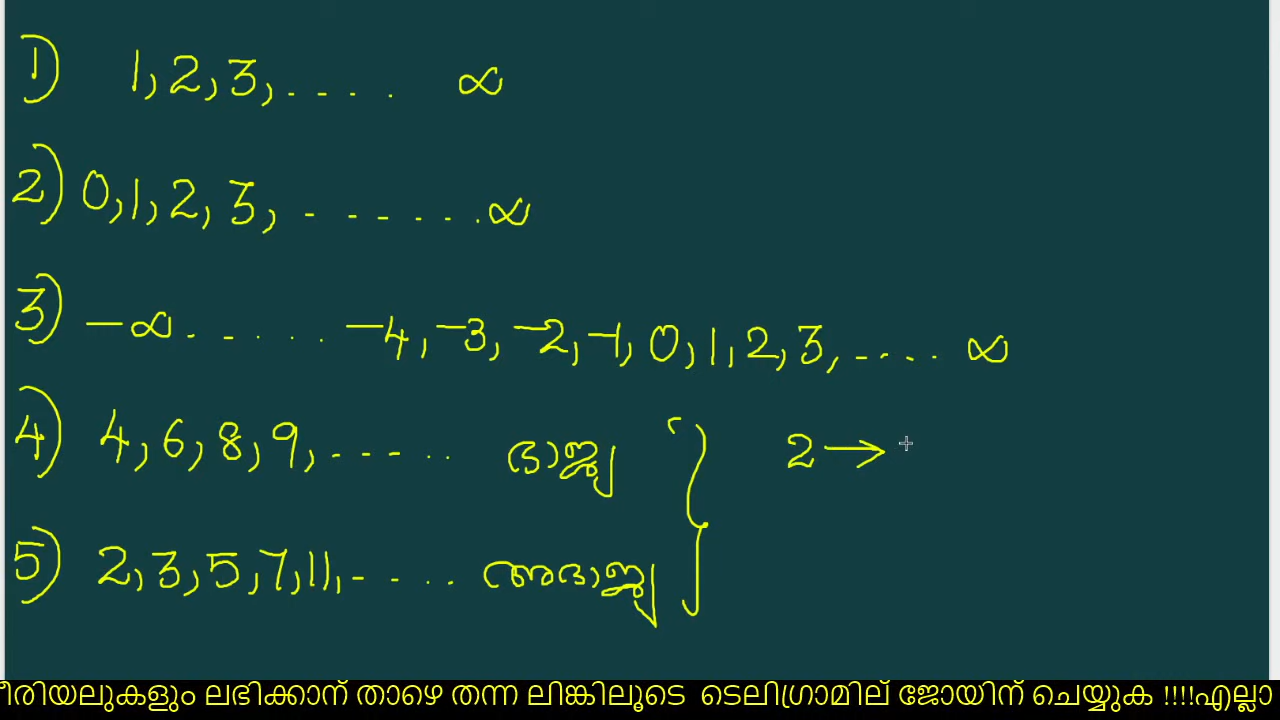 1) 1, 2, 3, .... ∞
2) 0, 1, 2, 3, ....... ∞
3) -∞ ..... -4, -3, -2, -1, 0, 1, 2, 3, .... ∞
4) 4, 6, 8, 9, ...... ഭാജ്യ } 2 →
5) 2, 3, 5, 7, 11, .... അഭാജ്യ
ീരിയലുകളും ലഭിക്കാന് താഴെ തന്ന ലിങ്കിലൂടെ ടെലിഗ്രാമില് ജോയിന് ചെയ്യുക !!!!എല്ലാ